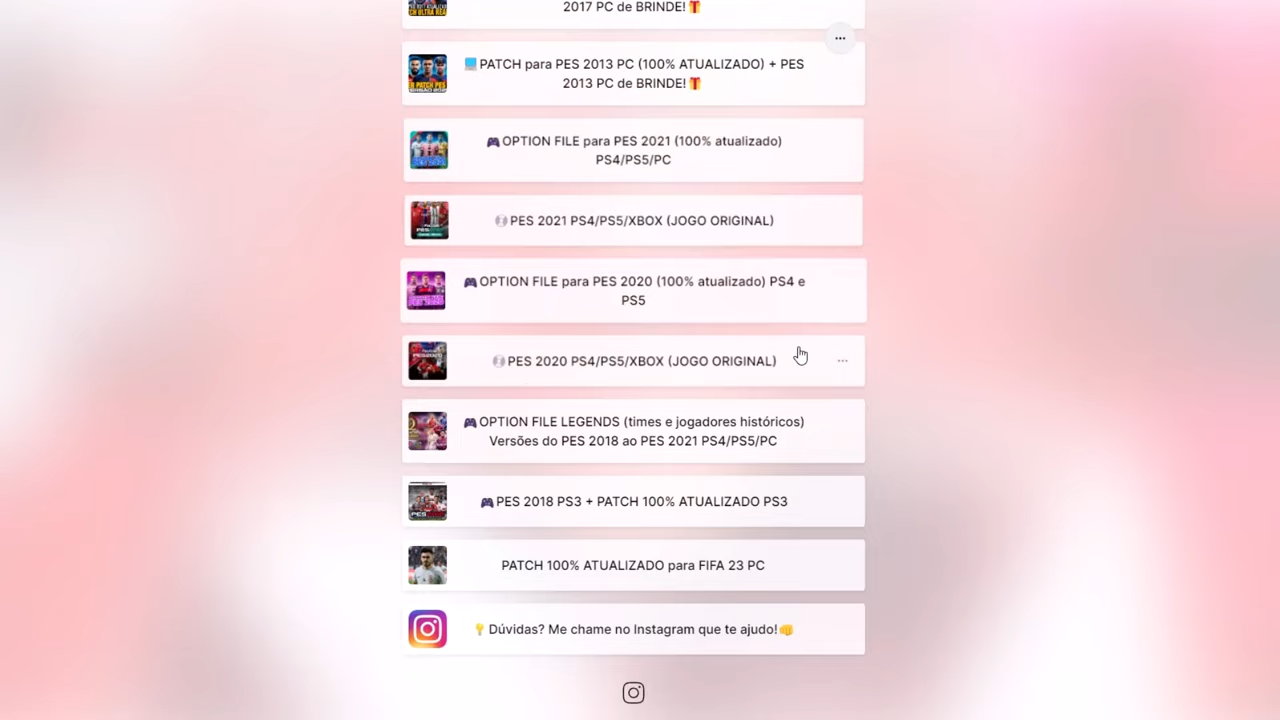 2017 PC de BRINDE!🎁
💻PATCH para PES 2013 PC (100% ATUALIZADO) + PES
2013 PC de BRINDE!🎁
🎮OPTION FILE para PES 2021 (100% atualizado)
PS4/PS5/PC
PES 2021 PS4/PS5/XBOX (JOGO ORIGINAL)
🎮OPTION FILE para PES 2020 (100% atualizado) PS4 e
PS5
PES 2020 PS4/PS5/XBOX (JOGO ORIGINAL)
🎮OPTION FILE LEGENDS (times e jogadores históricos)
Versões do PES 2018 ao PES 2021 PS4/PS5/PC
🎮PES 2018 PS3 + PATCH 100% ATUALIZADO PS3
PATCH 100% ATUALIZADO para FIFA 23 PC
💡Dúvidas? Me chame no Instagram que te ajudo!👊